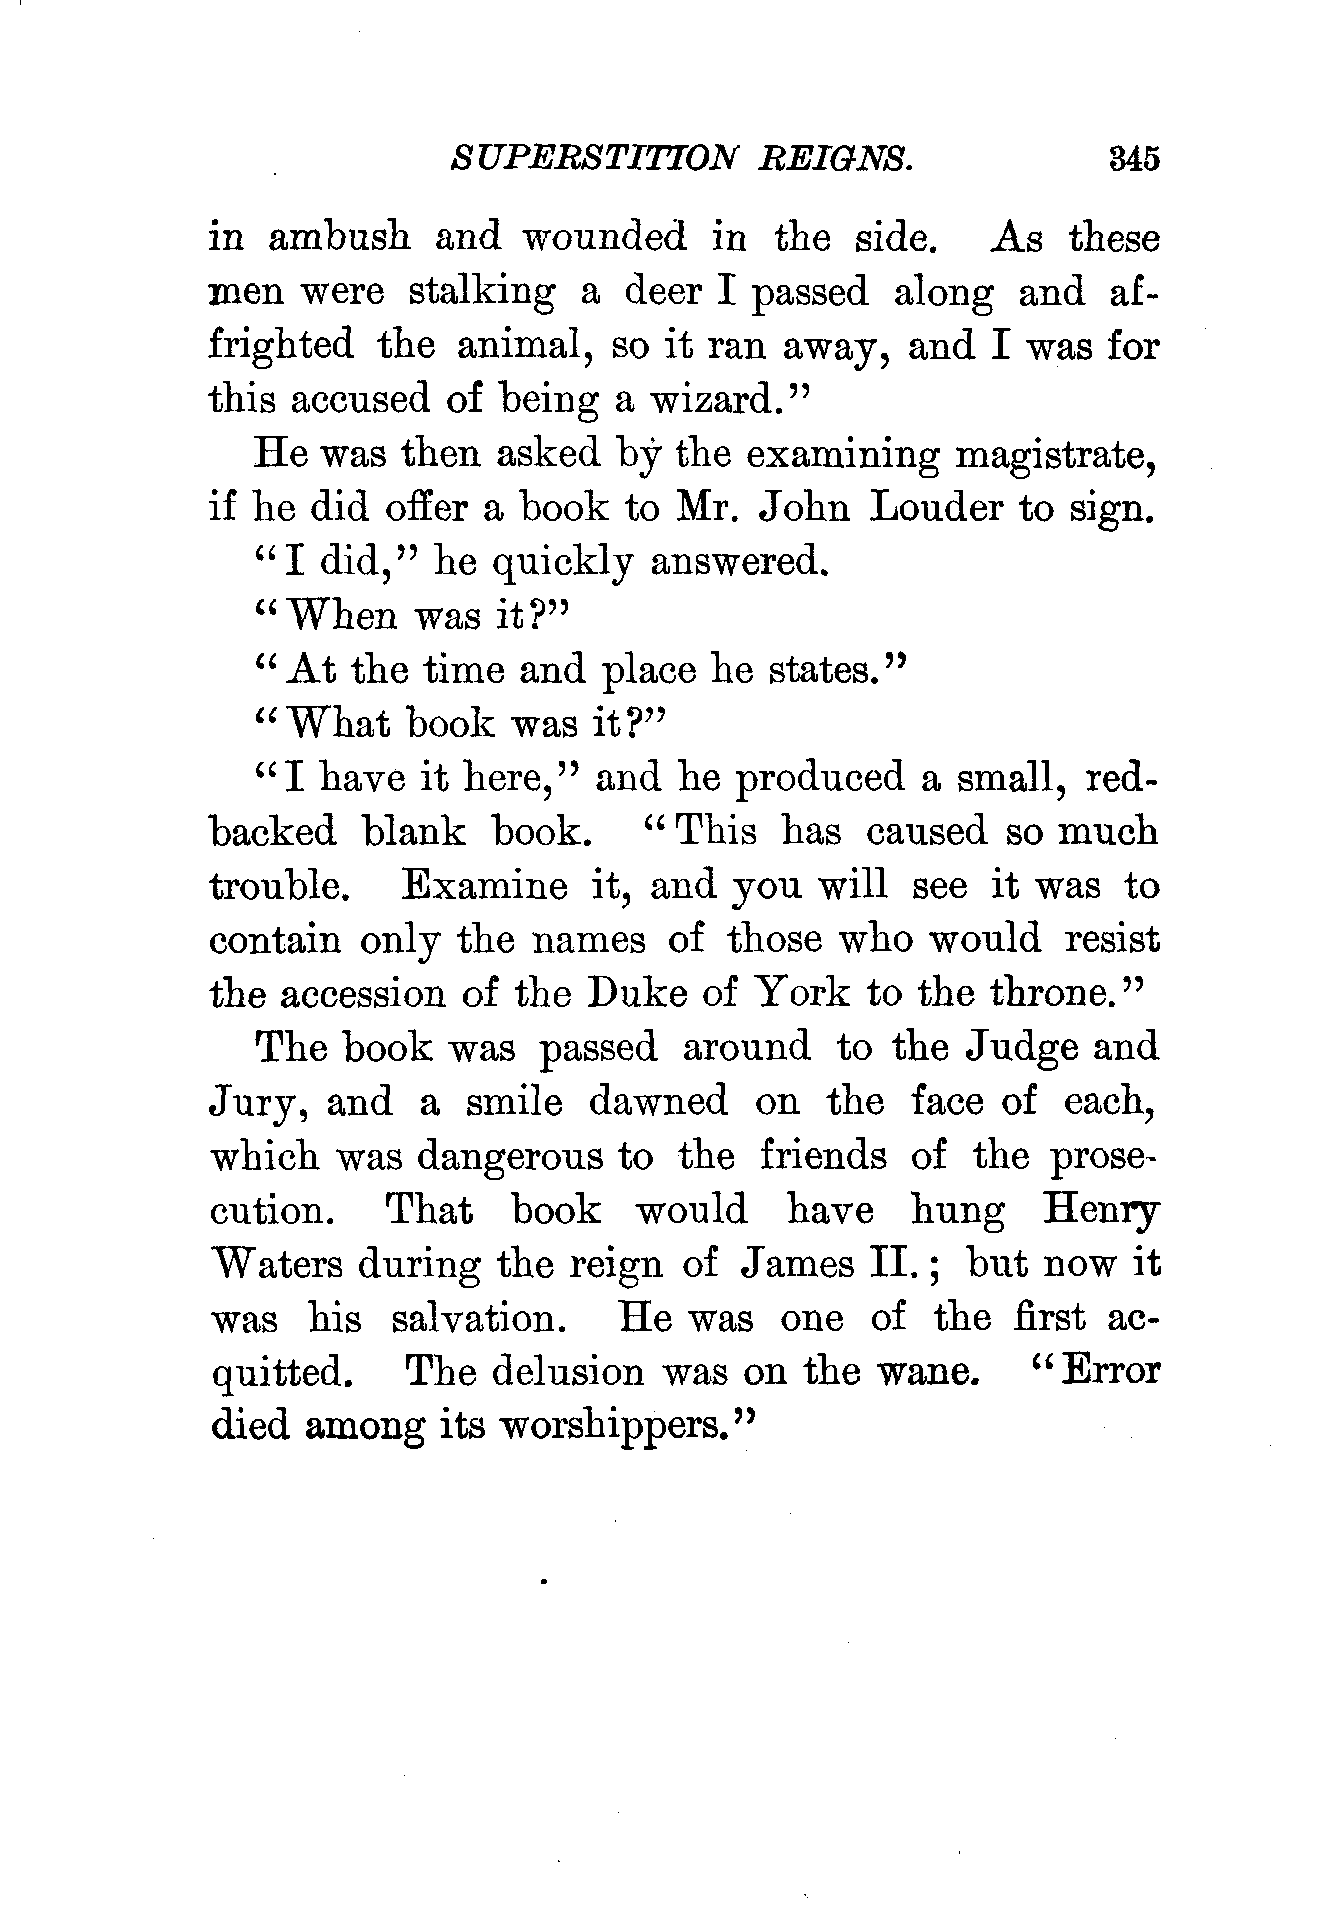 SUPERSTITION REIGNS. 345
in ambush and wounded in the side. As these
men were stalking a deer I passed along and af-
frighted the animal, so it ran away, and I was for
this accused of being a wizard."
He was then asked by the examining magistrate,
if he did offer a book to Mr. John Louder to sign.
"I did," he quickly answered.
"When was it?"
"At the time and place he states."
"What book was it?"
"I have it here," and he produced a small, red-
backed blank book. "This has caused so much
trouble. Examine it, and you will see it was to
contain only the names of those who would resist
the accession of the Duke of York to the throne."
The book was passed around to the Judge and
Jury, and a smile dawned on the face of each,
which was dangerous to the friends of the prose-
cution. That book would have hung Henry
Waters during the reign of James II.; but now it
was his salvation. He was one of the first ac-
quitted. The delusion was on the wane. "Error
died among its worshippers."